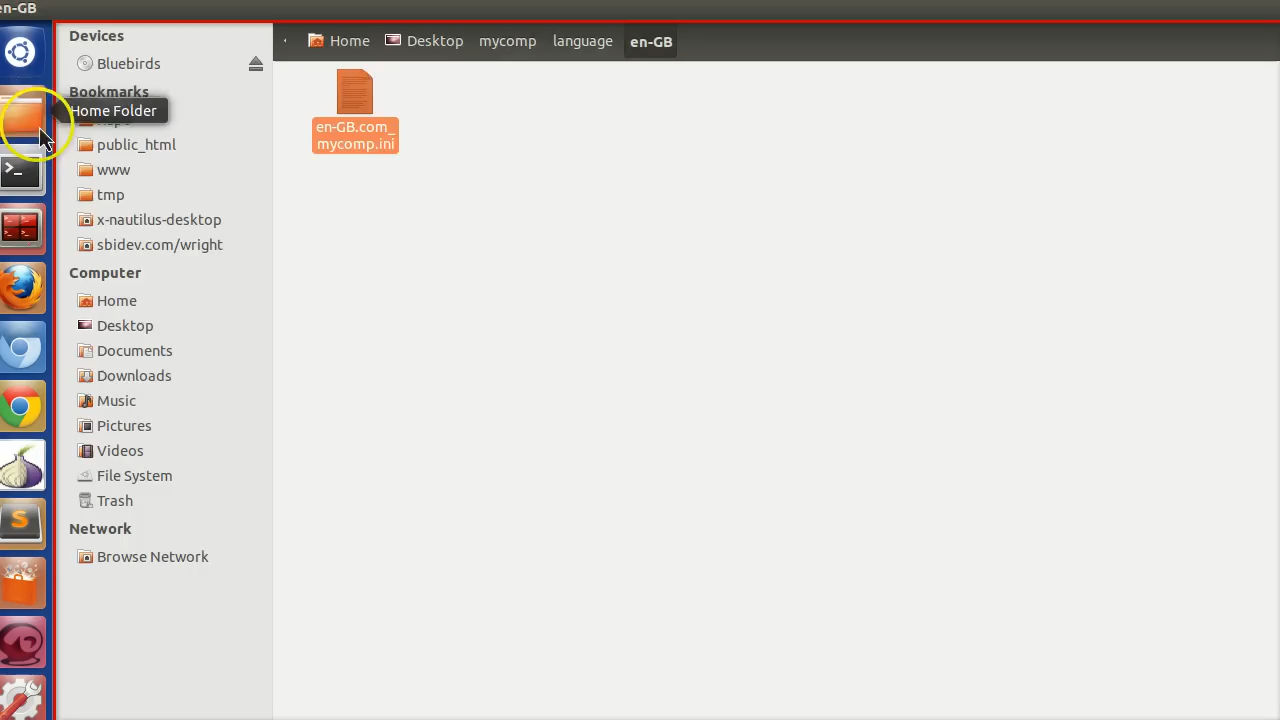 en-GB
Devices
Home Desktop mycomp language en-GB
Bluebirds
Bookmarks
Home Folder
public_html
www
tmp
x-nautilus-desktop
sbidev.com/wright
Computer
Home
Desktop
Documents
Downloads
Music
Pictures
Videos
File System
Trash
Network
Browse Network
en-GB.com_
mycomp.ini